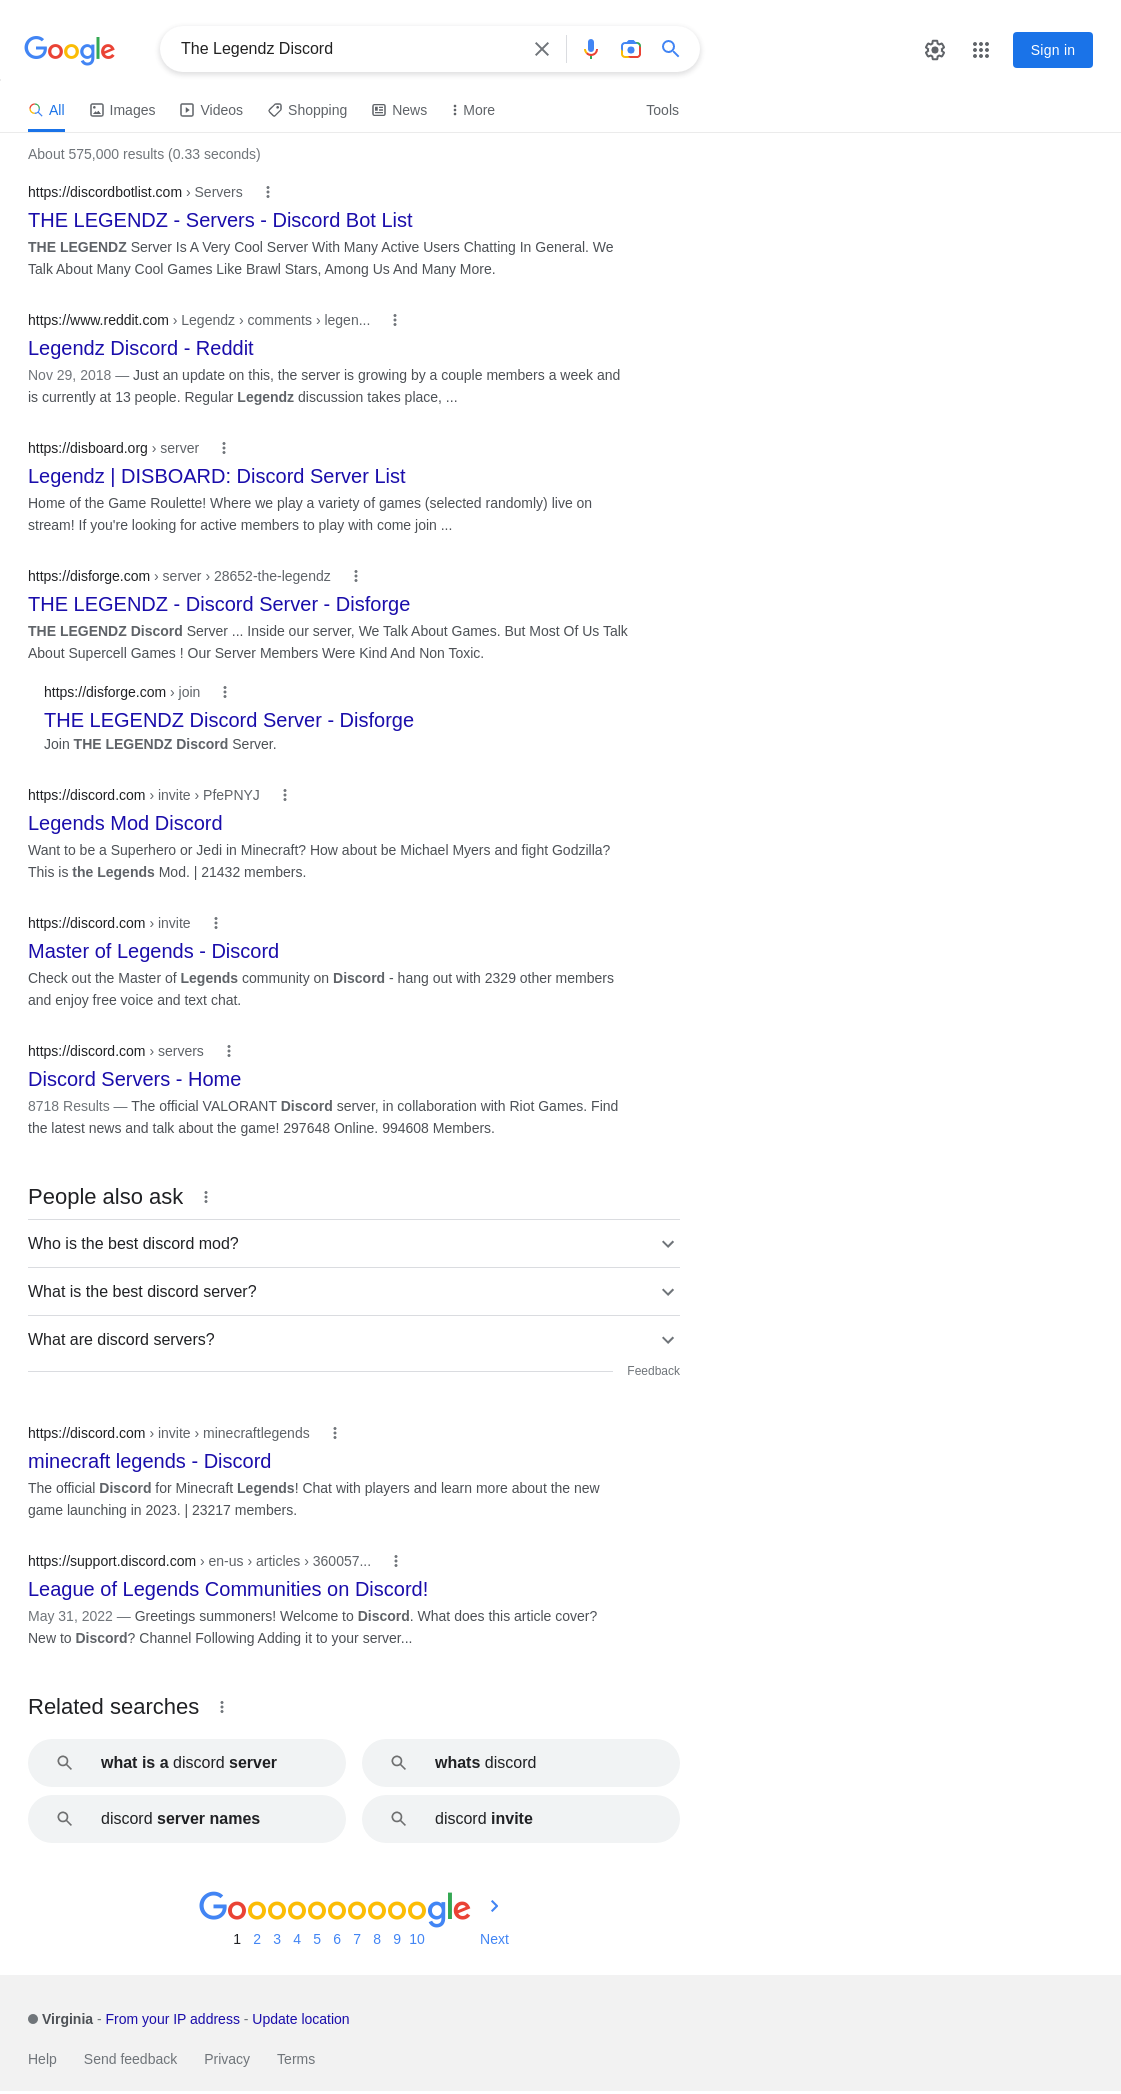 Google
The Legendz Discord
Sign in
All Images Videos Shopping News More Tools
About 575,000 results (0.33 seconds)
https://discordbotlist.com › Servers
THE LEGENDZ - Servers - Discord Bot List
THE LEGENDZ Server Is A Very Cool Server With Many Active Users Chatting In General. We
Talk About Many Cool Games Like Brawl Stars, Among Us And Many More.
https://www.reddit.com › Legendz › comments › legen...
Legendz Discord - Reddit
Nov 29, 2018 — Just an update on this, the server is growing by a couple members a week and
is currently at 13 people. Regular Legendz discussion takes place, ...
https://disboard.org › server
Legendz | DISBOARD: Discord Server List
Home of the Game Roulette! Where we play a variety of games (selected randomly) live on
stream! If you're looking for active members to play with come join ...
https://disforge.com › server › 28652-the-legendz
THE LEGENDZ - Discord Server - Disforge
THE LEGENDZ Discord Server ... Inside our server, We Talk About Games. But Most Of Us Talk
About Supercell Games ! Our Server Members Were Kind And Non Toxic.
https://disforge.com › join
THE LEGENDZ Discord Server - Disforge
Join THE LEGENDZ Discord Server.
https://discord.com › invite › PfePNYJ
Legends Mod Discord
Want to be a Superhero or Jedi in Minecraft? How about be Michael Myers and fight Godzilla?
This is the Legends Mod. | 21432 members.
https://discord.com › invite
Master of Legends - Discord
Check out the Master of Legends community on Discord - hang out with 2329 other members
and enjoy free voice and text chat.
https://discord.com › servers
Discord Servers - Home
8718 Results — The official VALORANT Discord server, in collaboration with Riot Games. Find
the latest news and talk about the game! 297648 Online. 994608 Members.
People also ask
Who is the best discord mod?
What is the best discord server?
What are discord servers?
Feedback
https://discord.com › invite › minecraftlegends
minecraft legends - Discord
The official Discord for Minecraft Legends! Chat with players and learn more about the new
game launching in 2023. | 23217 members.
https://support.discord.com › en-us › articles › 360057...
League of Legends Communities on Discord!
May 31, 2022 — Greetings summoners! Welcome to Discord. What does this article cover?
New to Discord? Channel Following Adding it to your server...
Related searches
what is a discord server
whats discord
discord server names
discord invite
Goooooooooogle
1 2 3 4 5 6 7 8 9 10 Next
Virginia - From your IP address - Update location
Help Send feedback Privacy Terms